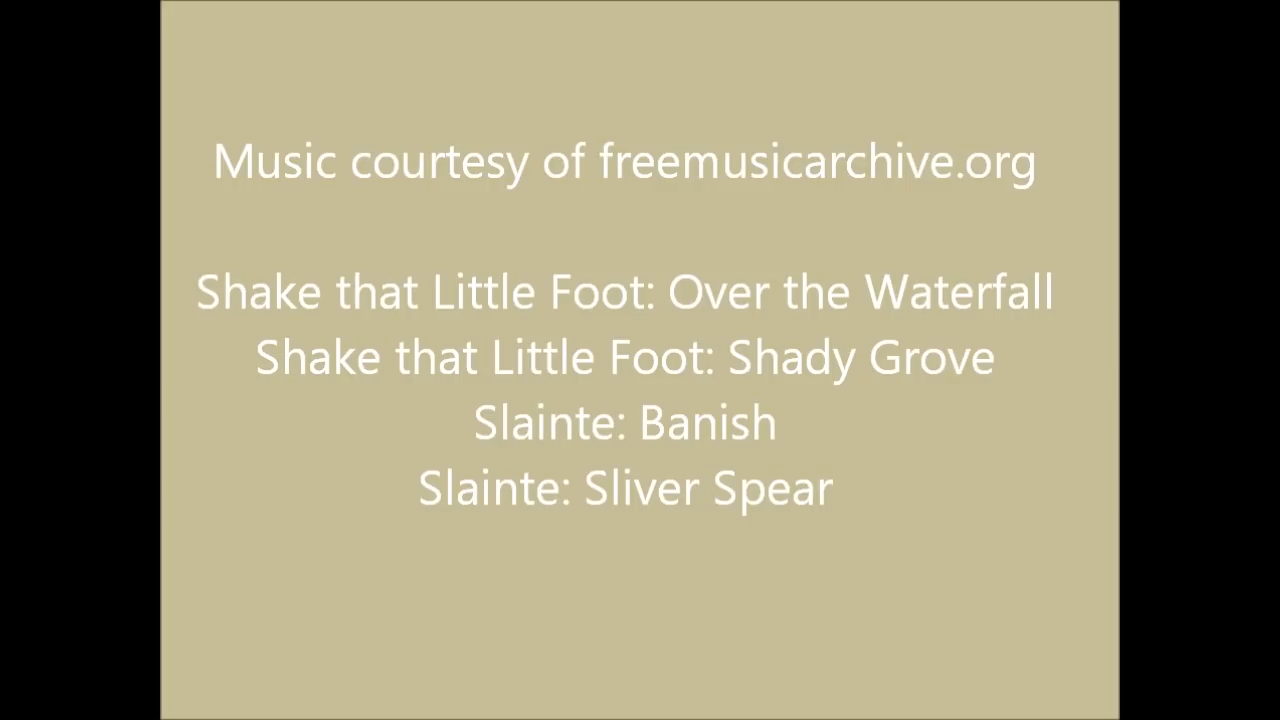 Music courtesy of freemusicarchive.org
Shake that Little Foot: Over the Waterfall
Shake that Little Foot: Shady Grove
Slainte: Banish
Slainte: Sliver Spear